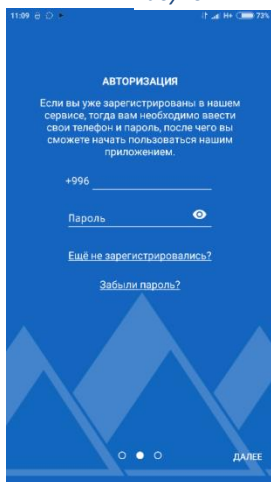 11:09 H+ 73%
АВТОРИЗАЦИЯ
Если вы уже зарегистрированы в нашем
сервисе, тогда вам необходимо ввести
свои телефон и пароль, после чего вы
сможете начать пользоваться нашим
приложением.
+996
Пароль
Ещё не зарегистрировались?
Забыли пароль?
ДАЛЕЕ